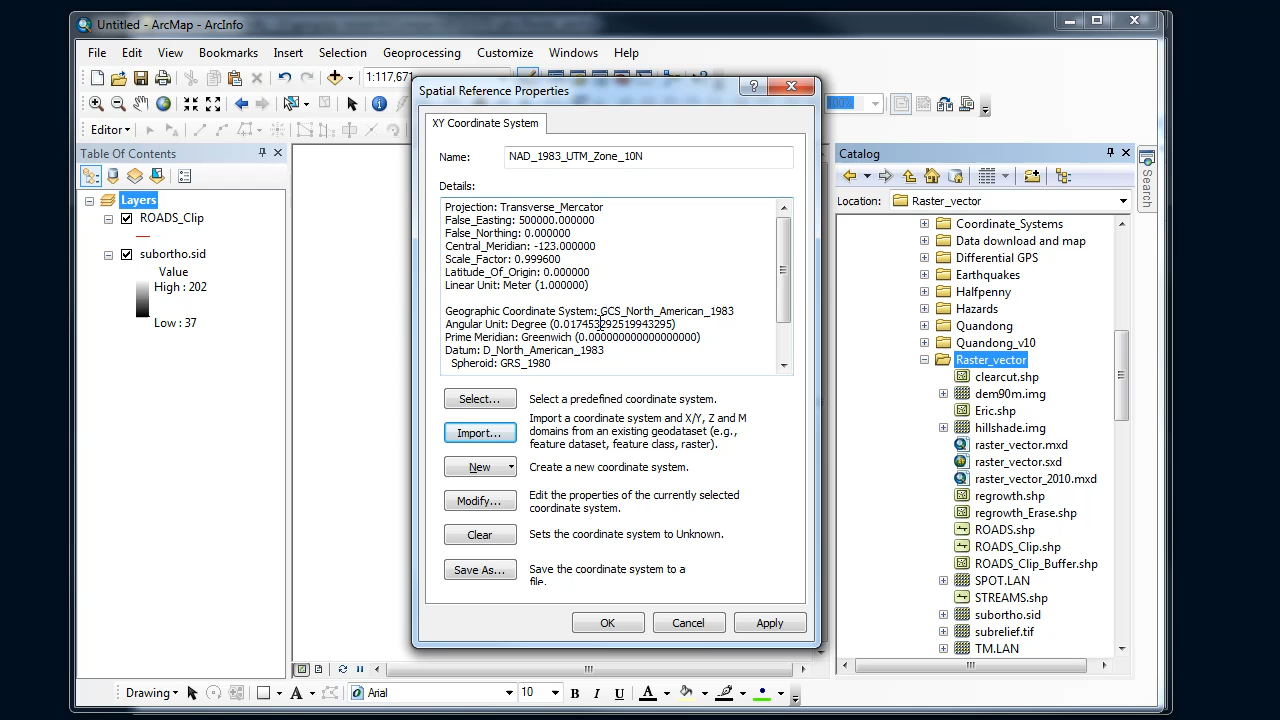 Untitled - ArcMap - ArcInfo
File Edit View Bookmarks Insert Selection Geoprocessing Customize Windows Help
1:117,671
Editor
100%
Table Of Contents
Layers
ROADS_Clip
subortho.sid
Value
High : 202
Low : 37
Spatial Reference Properties
XY Coordinate System
Name: NAD_1983_UTM_Zone_10N
Details:
Projection: Transverse_Mercator
False_Easting: 500000.000000
False_Northing: 0.000000
Central_Meridian: -123.000000
Scale_Factor: 0.999600
Latitude_Of_Origin: 0.000000
Linear Unit: Meter (1.000000)
Geographic Coordinate System: GCS_North_American_1983
Angular Unit: Degree (0.017453292519943295)
Prime Meridian: Greenwich (0.000000000000000000)
Datum: D_North_American_1983
Spheroid: GRS_1980
Select... Select a predefined coordinate system.
Import... Import a coordinate system and X/Y, Z and M
domains from an existing geodataset (e.g.,
feature dataset, feature class, raster).
New Create a new coordinate system.
Modify... Edit the properties of the currently selected
coordinate system.
Clear Sets the coordinate system to Unknown.
Save As... Save the coordinate system to a
file.
OK Cancel Apply
Catalog
Location: Raster_vector
Coordinate_Systems
Data download and map
Differential GPS
Earthquakes
Halfpenny
Hazards
Quandong
Quandong_v10
Raster_vector
clearcut.shp
dem90m.img
Eric.shp
hillshade.img
raster_vector.mxd
raster_vector.sxd
raster_vector_2010.mxd
regrowth.shp
regrowth_Erase.shp
ROADS.shp
ROADS_Clip.shp
ROADS_Clip_Buffer.shp
SPOT.LAN
STREAMS.shp
subortho.sid
subrelief.tif
TM.LAN
Search
Drawing A Arial 10 B I U A